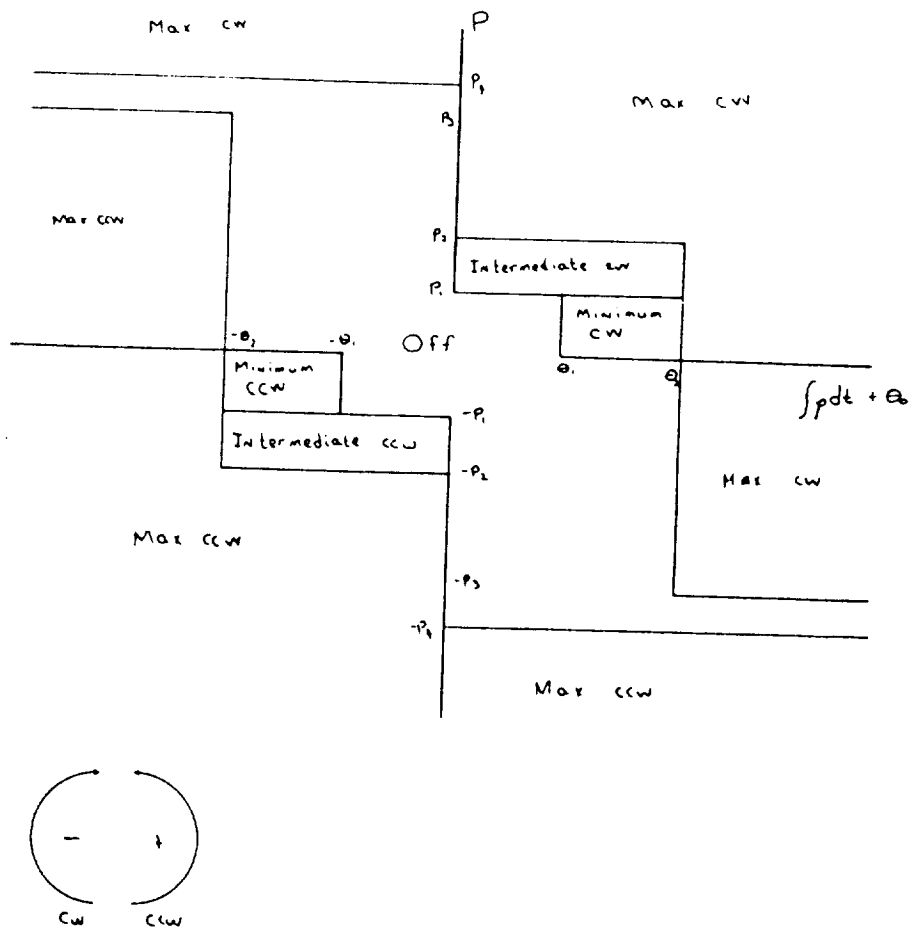 Max CW
P
P₄
Max CW
P₃
Max CCW
P₂
Intermediate CW
P₁
Minimum
CW
-θ₂
-θ₁
Off
θ₁
θ₂
∫pdt + θ₀
Minimum
CCW
-P₁
Intermediate CCW
-P₂
Max CW
Max CCW
-P₃
-P₄
Max CCW
-
+
CW
CCW